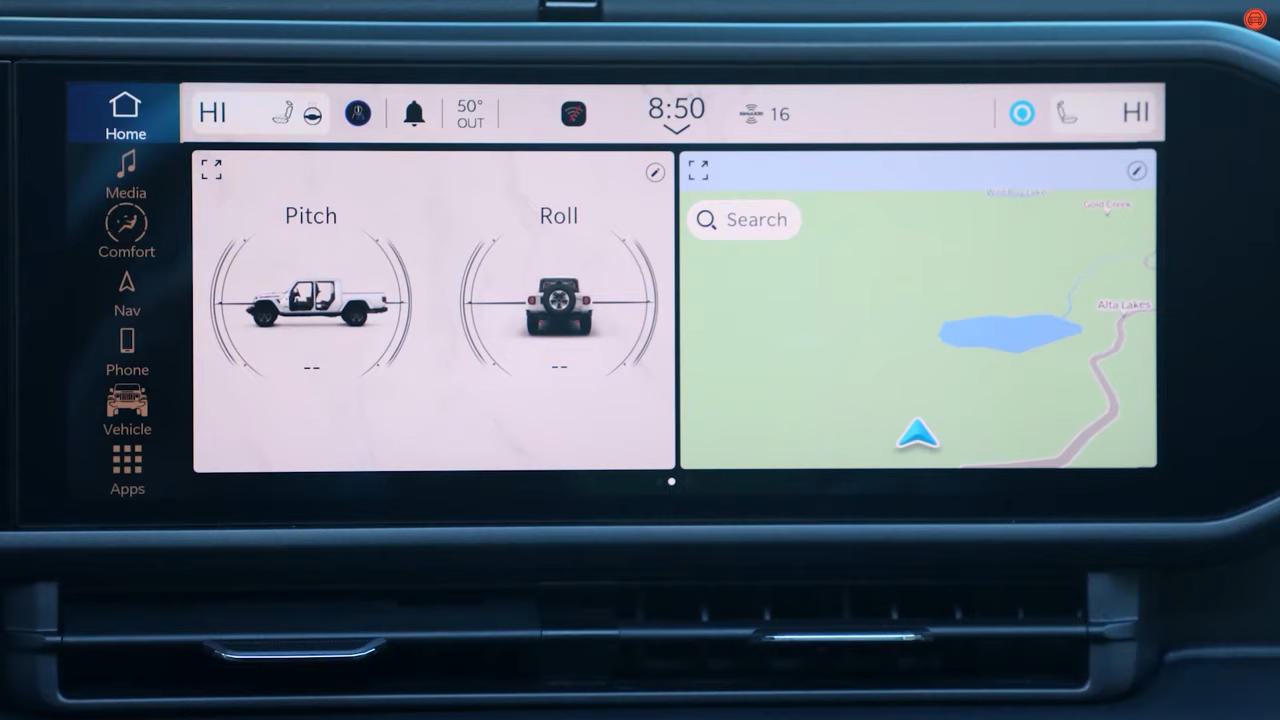 Home
Media
Comfort
Nav
Phone
Vehicle
Apps
HI
50°
OUT
8:50
16
HI
Pitch
Roll
--
--
Search
Gold Creek
Alta Lakes